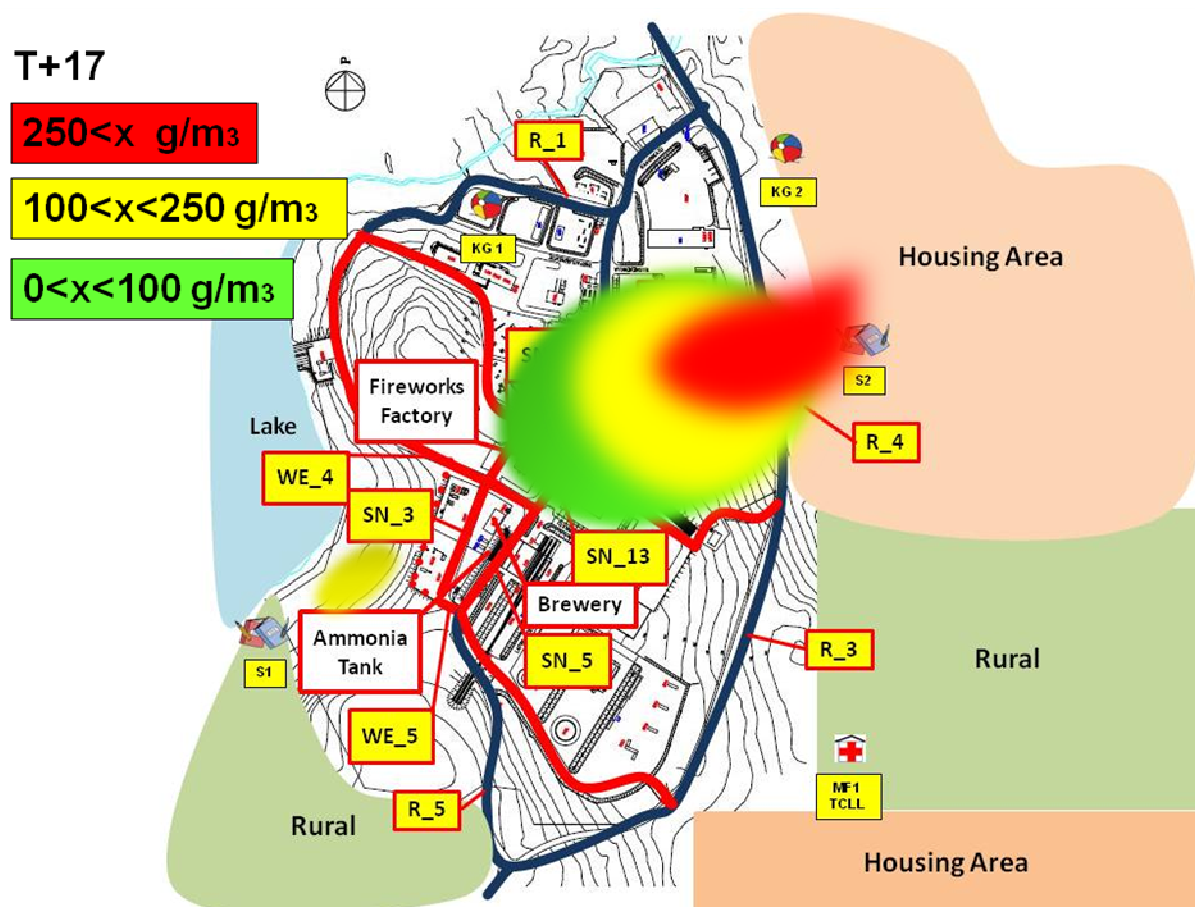 T+17
250<x g/m3
100<x<250 g/m3
0<x<100 g/m3
R_1
KG 1
KG 2
Housing Area
S2
Fireworks
Factory
Lake
R_4
WE_4
SN_3
SN_13
Brewery
Ammonia
Tank
S1
SN_5
R_3
Rural
WE_5
MF1
TCLL
R_5
Rural
Housing Area